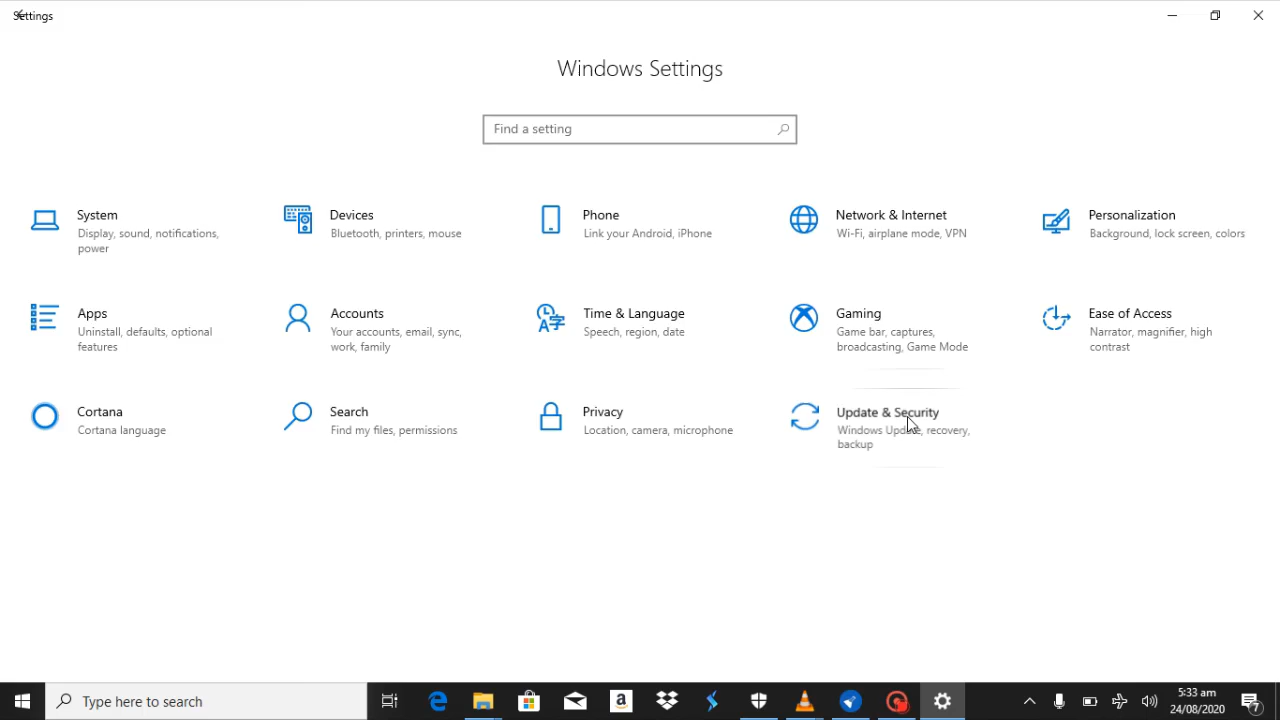 Settings
Windows Settings
Find a setting
System
Display, sound, notifications,
power
Devices
Bluetooth, printers, mouse
Phone
Link your Android, iPhone
Network & Internet
Wi-Fi, airplane mode, VPN
Personalization
Background, lock screen, colors
Apps
Uninstall, defaults, optional
features
Accounts
Your accounts, email, sync,
work, family
Time & Language
Speech, region, date
Gaming
Game bar, captures,
broadcasting, Game Mode
Ease of Access
Narrator, magnifier, high
contrast
Cortana
Cortana language
Search
Find my files, permissions
Privacy
Location, camera, microphone
Update & Security
Windows Update, recovery,
backup
Type here to search
5:33 am
24/08/2020
7